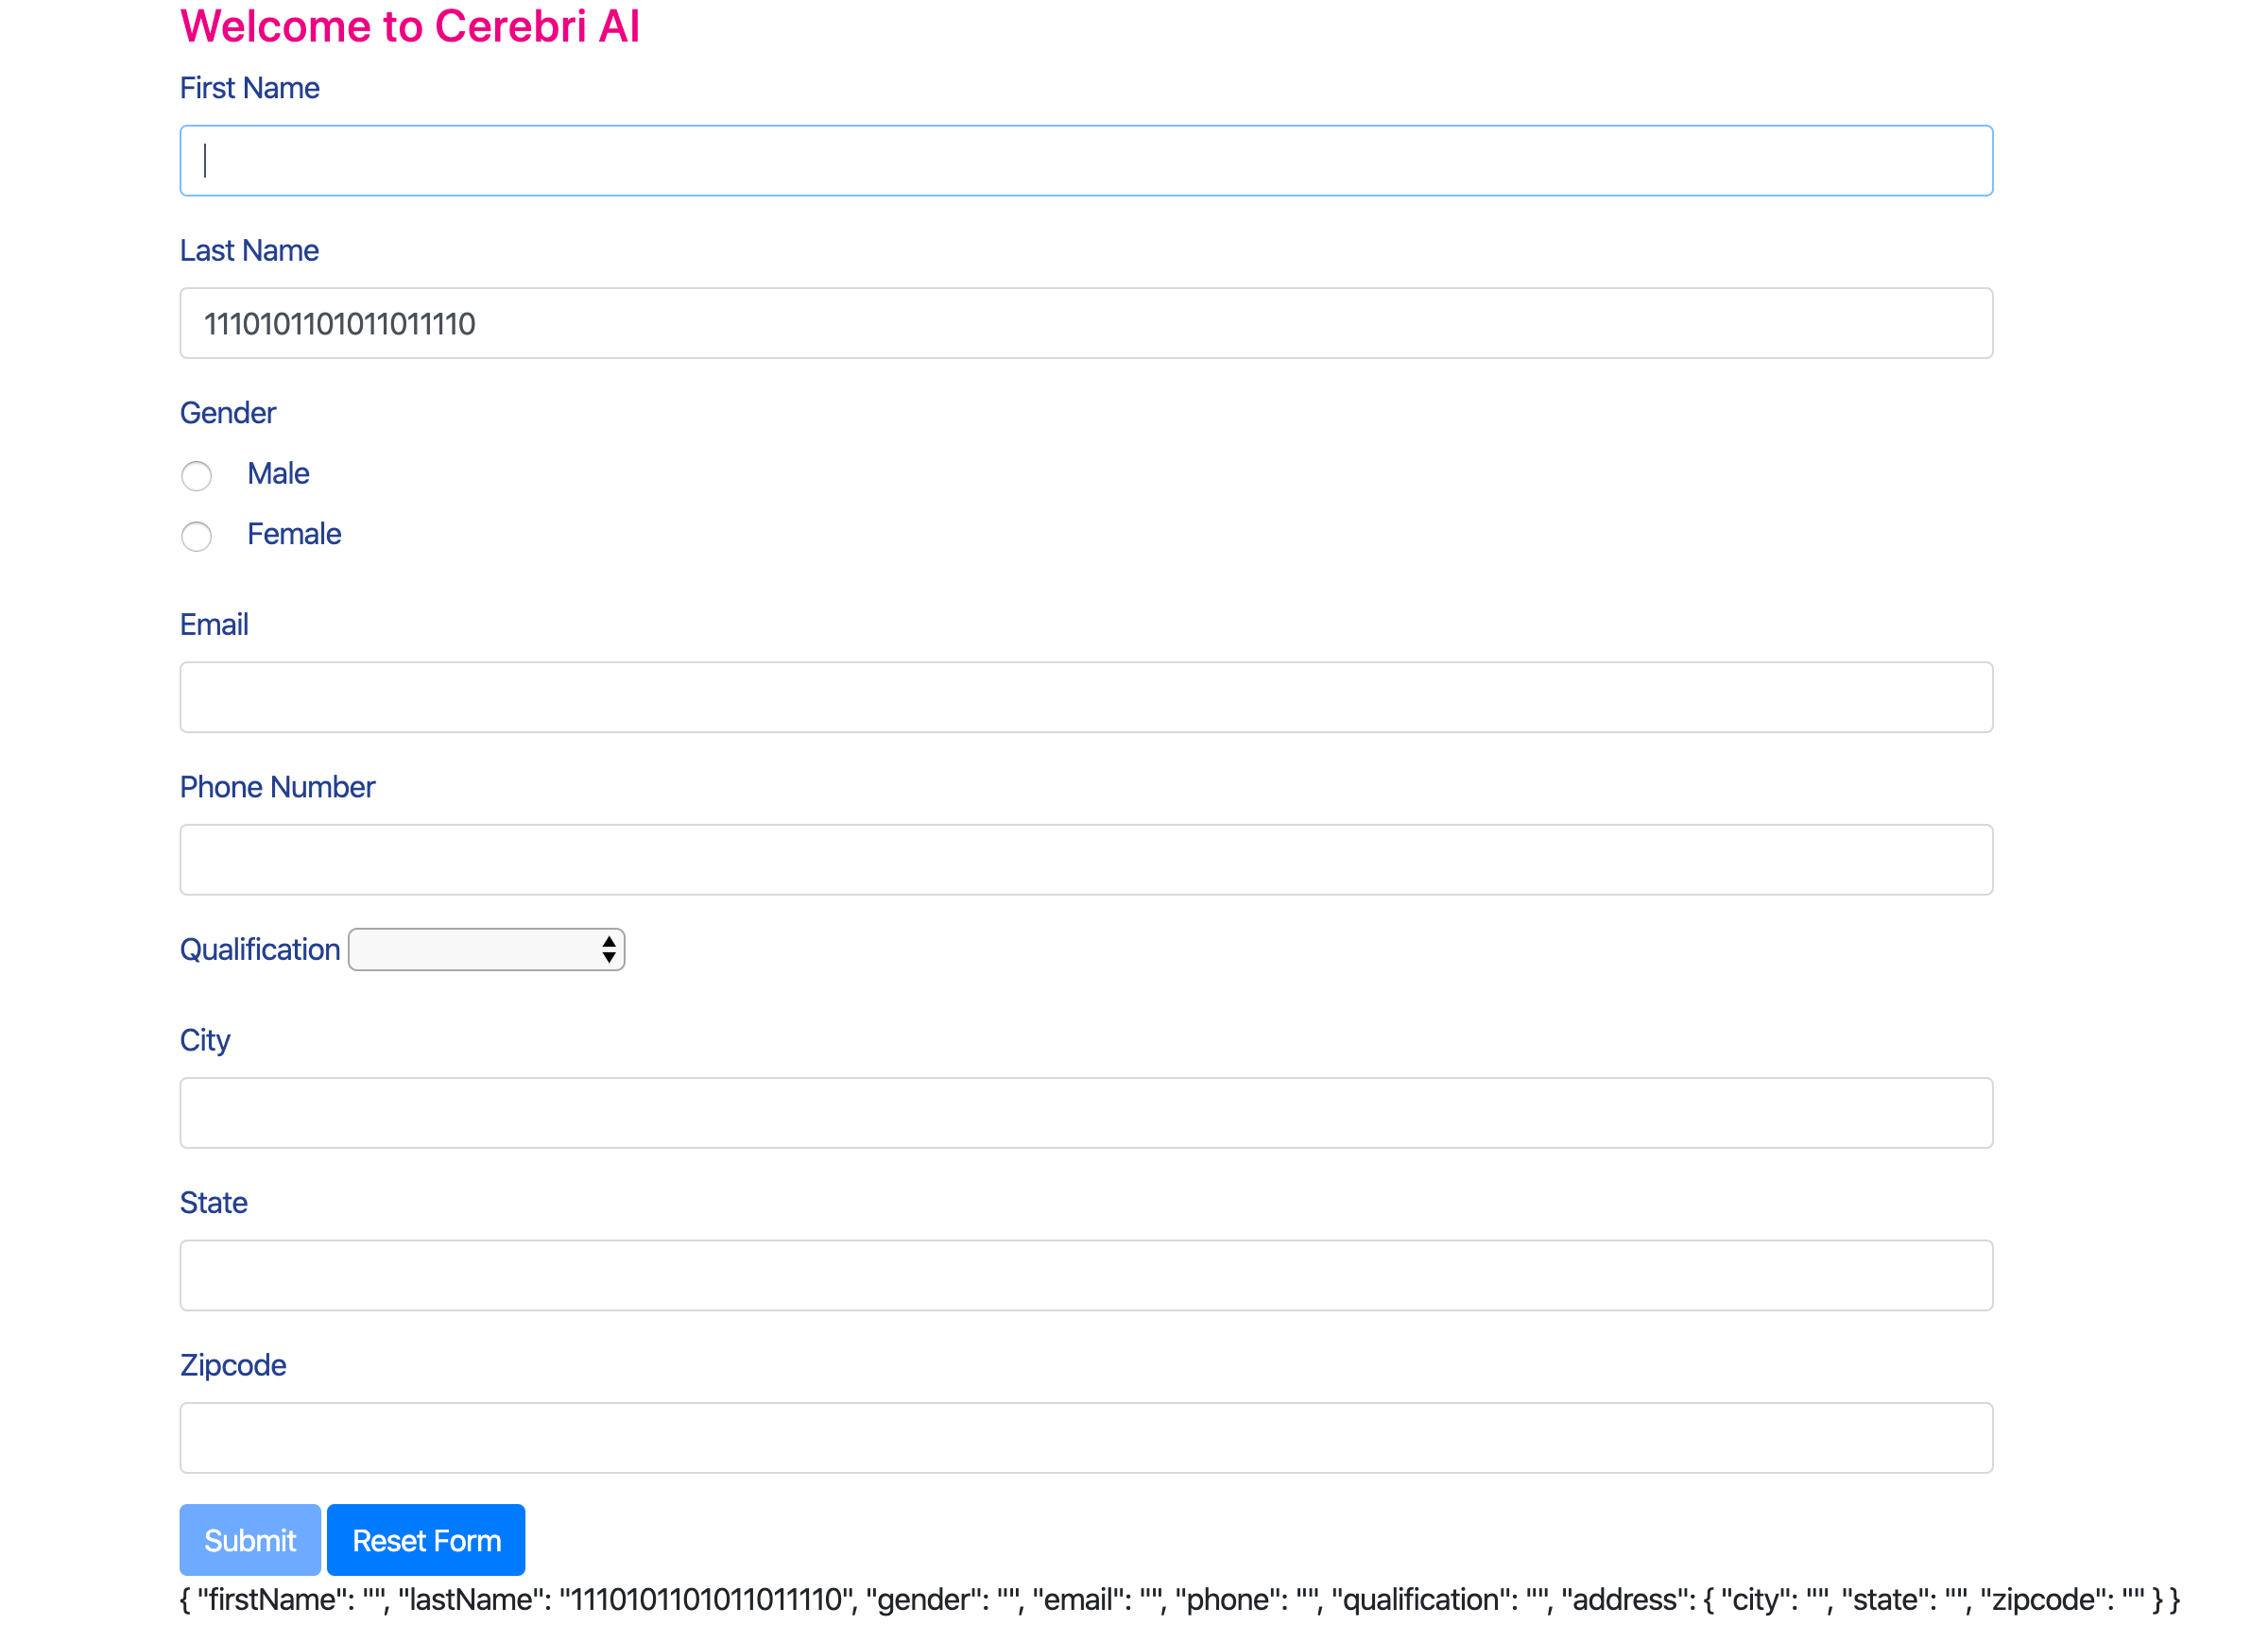 Welcome to Cerebri AI
First Name
Last Name
1110101101011011110
Gender
Male
Female
Email
Phone Number
Qualification
City
State
Zipcode
Submit Reset Form
{ "firstName": "", "lastName": "1110101101011011110", "gender": "", "email": "", "phone": "", "qualification": "", "address": { "city": "", "state": "", "zipcode": "" } }